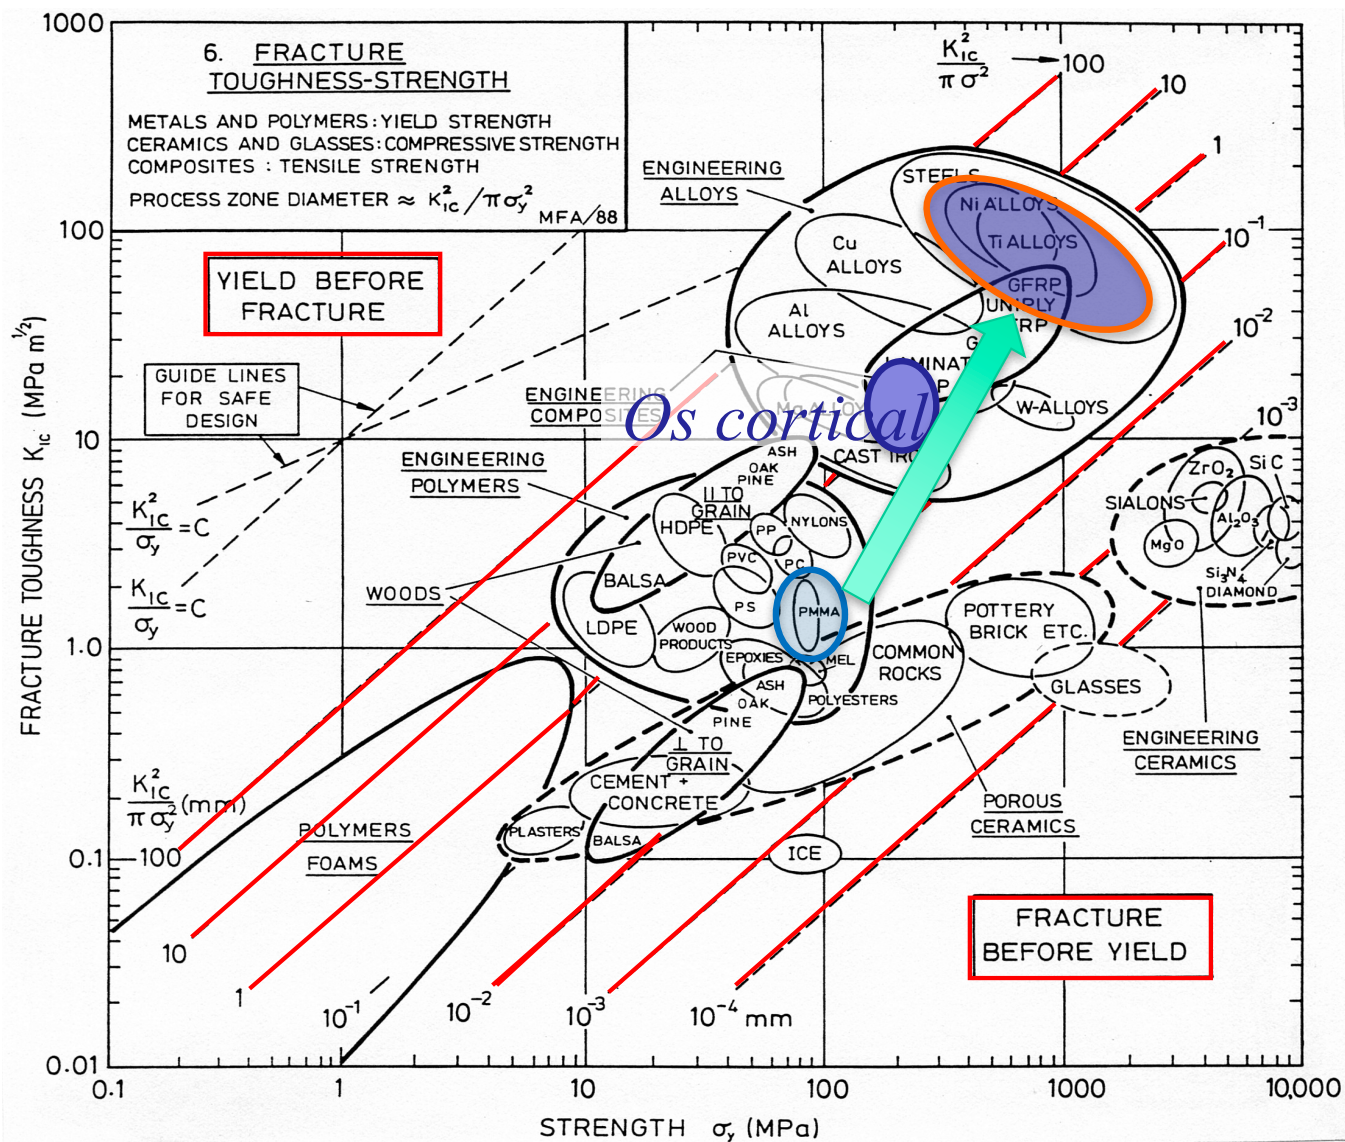 1000
6. FRACTURE
TOUGHNESS-STRENGTH
METALS AND POLYMERS: YIELD STRENGTH
CERAMICS AND GLASSES: COMPRESSIVE STRENGTH
COMPOSITES : TENSILE STRENGTH
PROCESS ZONE DIAMETER ≈ K²IC/πσy²
MFA/88
K²IC/πσ² → 100
10
1
10⁻¹
10⁻²
10⁻³
ENGINEERING
ALLOYS
STEELS
Ni ALLOYS
Ti ALLOYS
Cu
ALLOYS
Al
ALLOYS
GFRP
UNIPLY
W-ALLOYS
CAST
100
YIELD BEFORE
FRACTURE
GUIDE LINES
FOR SAFE
DESIGN
ENGINEERING
COMPOSITES
Os cortical
10
ENGINEERING
POLYMERS
K²IC/σy = C
KIC/σy = C
WOODS
ASH
OAK
PINE
II TO
GRAIN
HDPE
PP
NYLONS
PVC
PC
BALSA
PS
PMMA
LDPE
WOOD
PRODUCTS
EPOXIES
MEL
POLYESTERS
ASH
OAK
PINE
⊥ TO
GRAIN
CEMENT +
CONCRETE
PLASTERS
BALSA
ICE
COMMON
ROCKS
POTTERY
BRICK ETC.
GLASSES
POROUS
CERAMICS
ZrO₂
SiC
SIALONS
Al₂O₃
MgO
Si₃N₄
DIAMOND
ENGINEERING
CERAMICS
FRACTURE
BEFORE YIELD
1.0
K²IC/πσy² (mm)
POLYMERS
FOAMS
0.1
100
10
1
10⁻¹
10⁻²
10⁻³
10⁻⁴ mm
0.01
0.1
1
10
100
1000
10,000
FRACTURE TOUGHNESS KIC (MPa m^1/2)
STRENGTH σy (MPa)